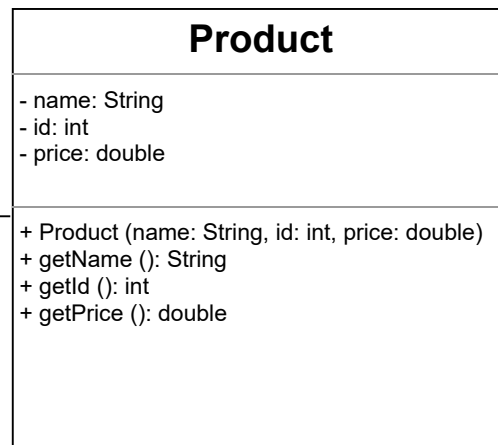 Product
- name: String
- id: int
- price: double
+ Product (name: String, id: int, price: double)
+ getName (): String
+ getId (): int
+ getPrice (): double